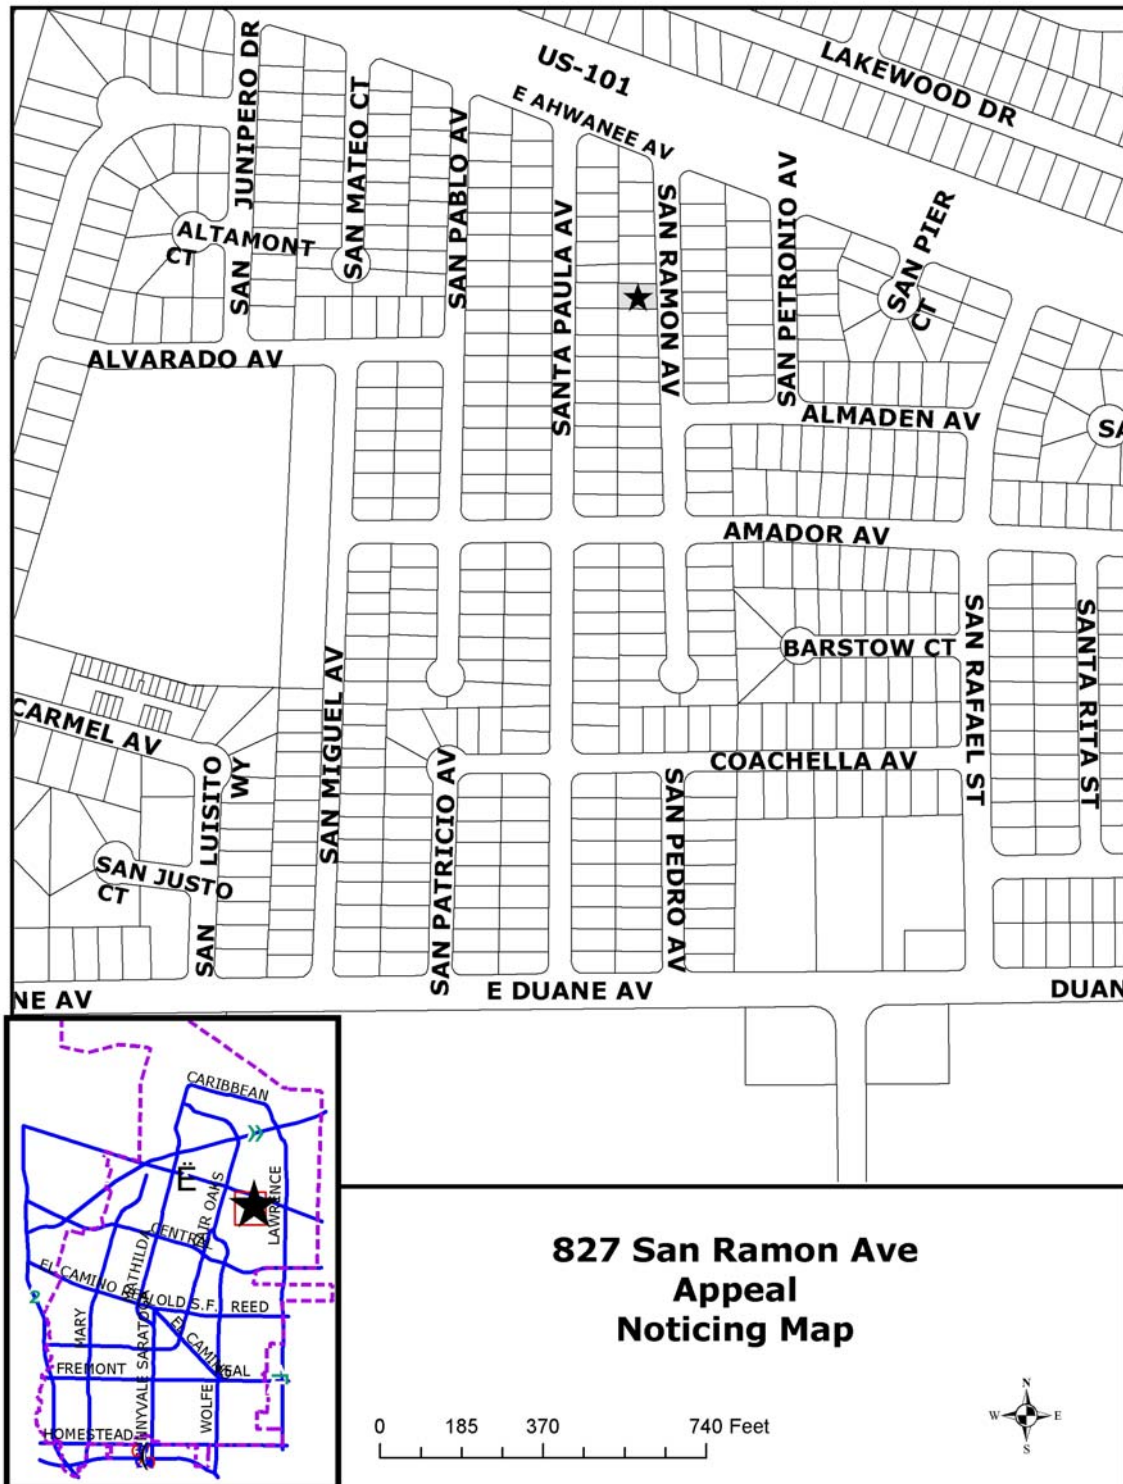 US-101
LAKEWOOD DR
E AHWANEE AV
SAN JUNIPERO DR
SAN MATEO CT
SAN PABLO AV
SANTA PAULA AV
SAN RAMON AV
SAN PETRONIO AV
SAN PIER
CT
ALTAMONT
CT
ALVARADO AV
ALMADEN AV
SA
AMADOR AV
BARSTOW CT
SAN RAFAEL ST
SANTA RITA ST
CARMEL AV
SAN MIGUEL AV
SAN LUISITO
WY
COACHELLA AV
SAN PATRICIO AV
SAN PEDRO AV
SAN JUSTO
CT
NE AV
E DUANE AV
DUAN
CARIBBEAN
FAIR OAKS
LAWRENCE
CENTRAL
MATHILDA
EL CAMINO REAL
OLD S.F.
REED
MARY
EL CAMINO
EAL
FREMONT
WOLFE
HOMESTEAD
827 San Ramon Ave
Appeal
Noticing Map
0 185 370 740 Feet
N
W E
S